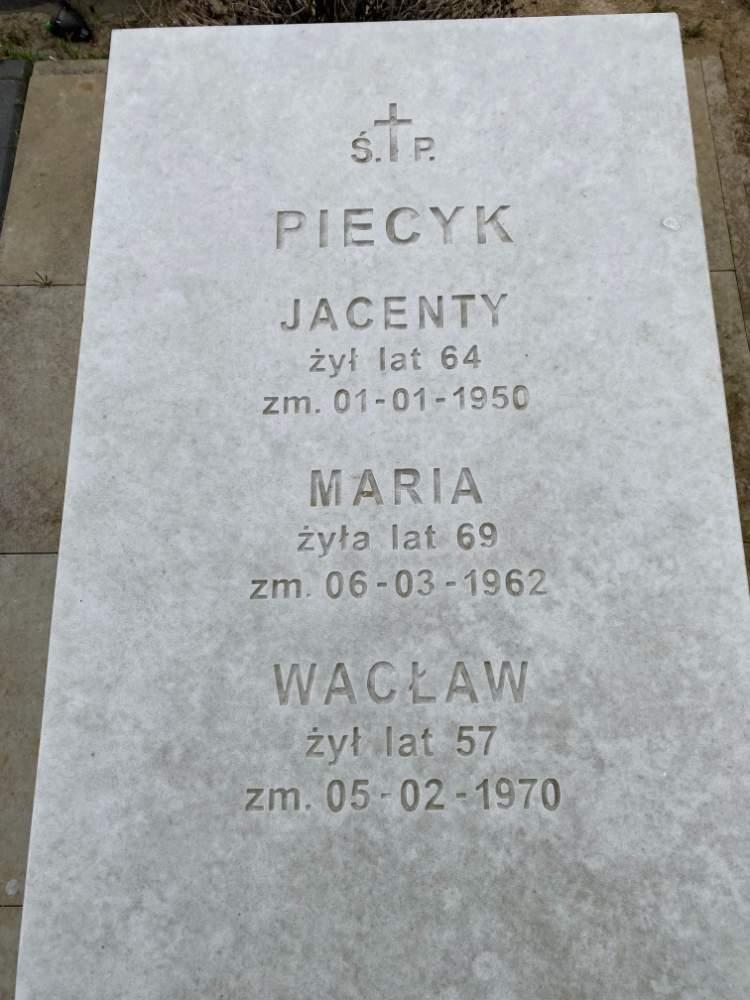 Ś. P.
PIECYK
JACENTY
żył lat 64
zm. 01-01-1950
MARIA
żyła lat 69
zm. 06-03-1962
WACŁAW
żył lat 57
zm. 05-02-1970